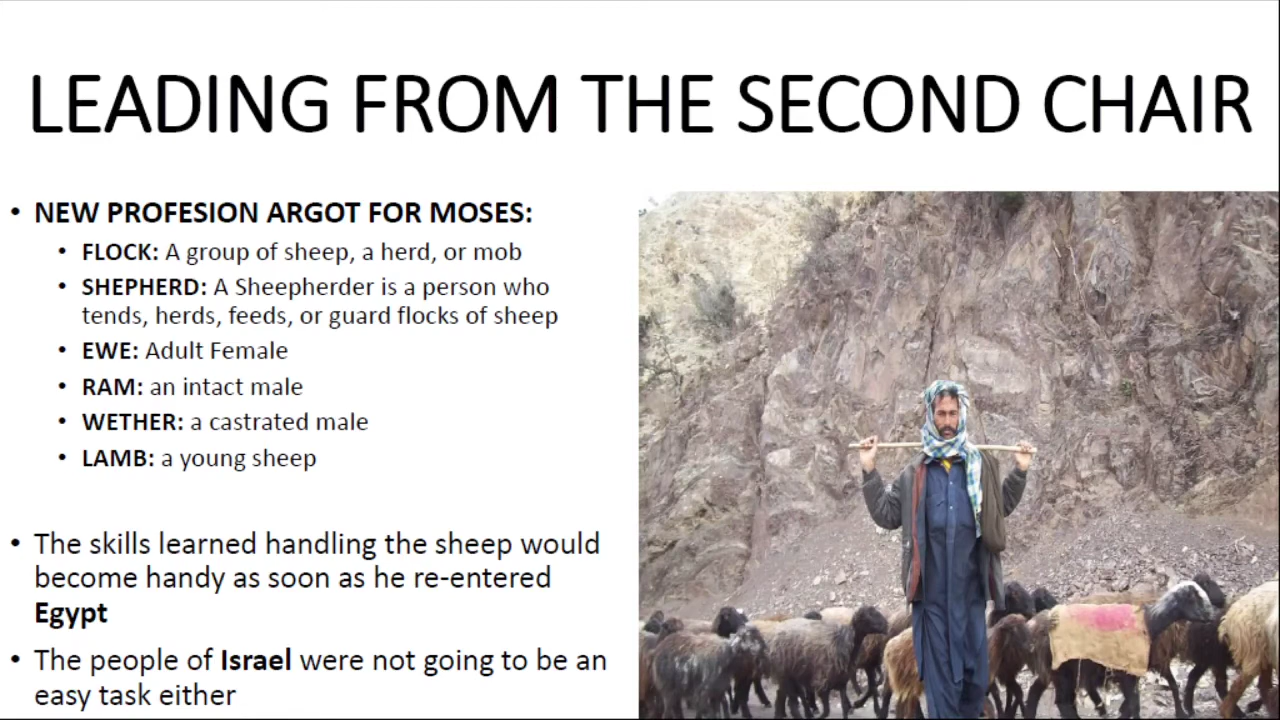 LEADING FROM THE SECOND CHAIR
• NEW PROFESION ARGOT FOR MOSES:
• FLOCK: A group of sheep, a herd, or mob
• SHEPHERD: A Sheepherder is a person who
tends, herds, feeds, or guard flocks of sheep
• EWE: Adult Female
• RAM: an intact male
• WETHER: a castrated male
• LAMB: a young sheep
• The skills learned handling the sheep would
become handy as soon as he re-entered
Egypt
• The people of Israel were not going to be an
easy task either